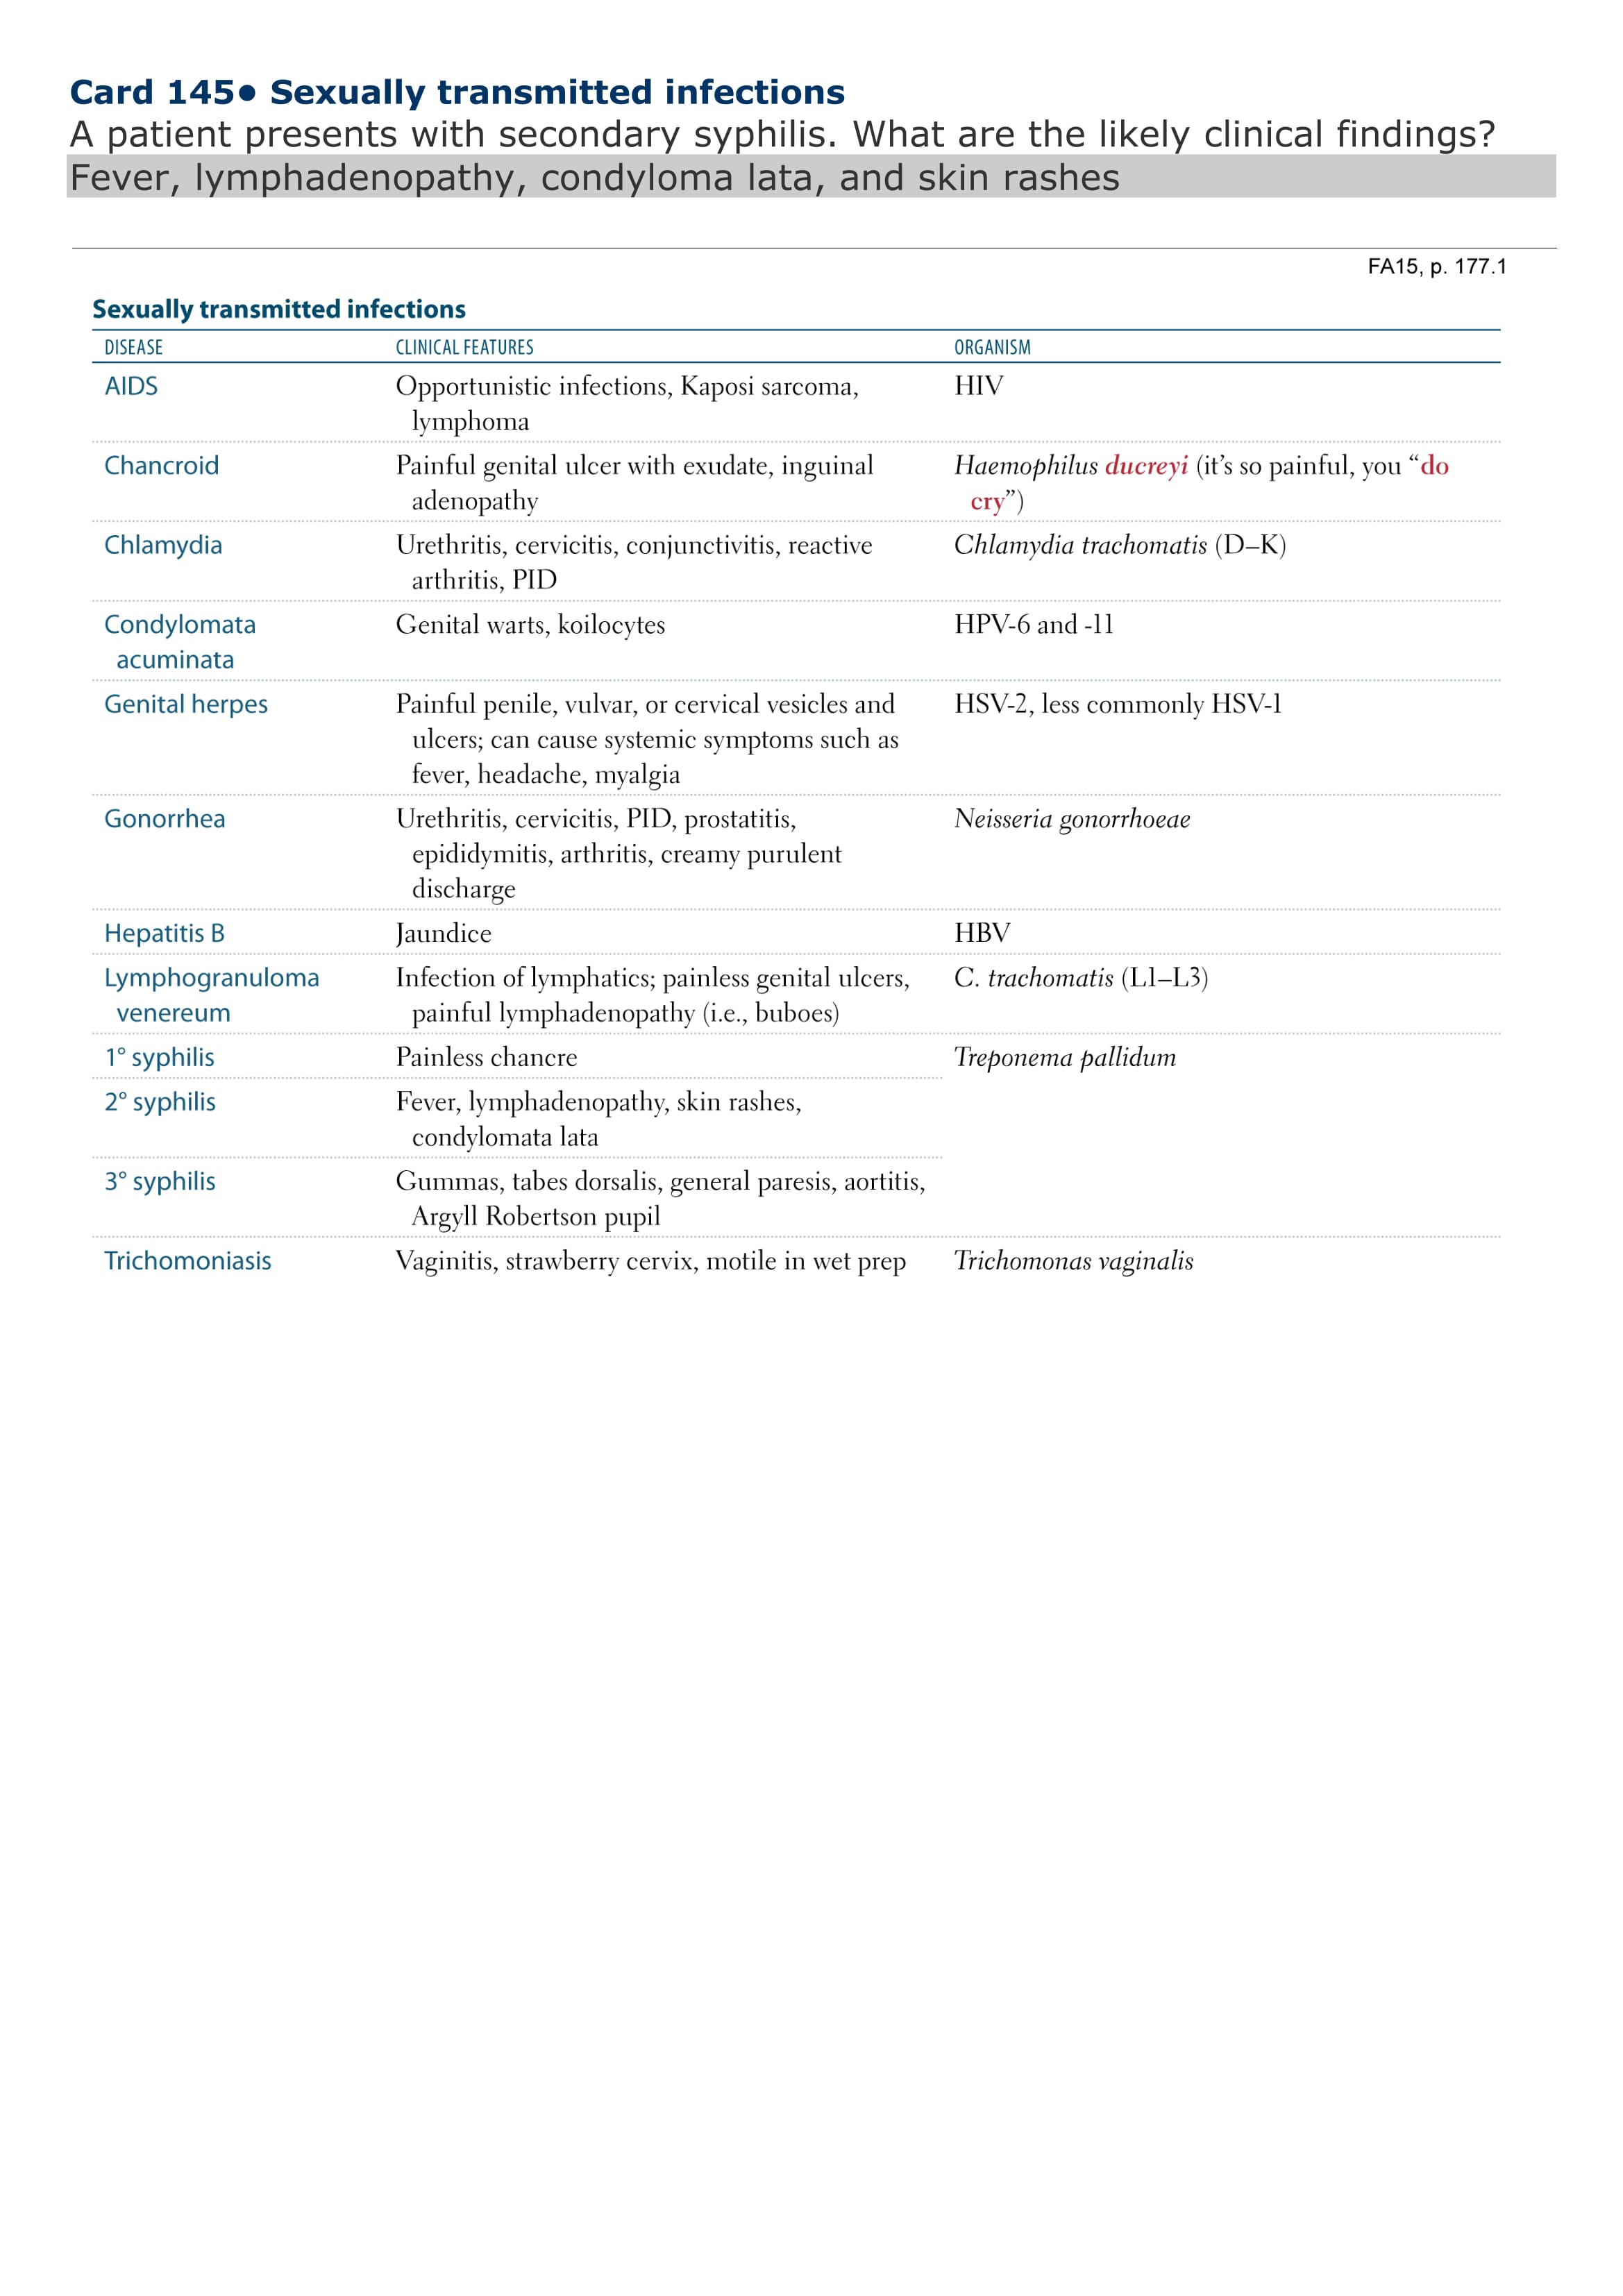 Card 145● Sexually transmitted infections
A patient presents with secondary syphilis. What are the likely clinical findings?
Fever, lymphadenopathy, condyloma lata, and skin rashes
FA15, p. 177.1
Sexually transmitted infections
DISEASE CLINICAL FEATURES ORGANISM
AIDS Opportunistic infections, Kaposi sarcoma, HIV
lymphoma
Chancroid Painful genital ulcer with exudate, inguinal Haemophilus ducreyi (it’s so painful, you “do
adenopathy cry”)
Chlamydia Urethritis, cervicitis, conjunctivitis, reactive Chlamydia trachomatis (D–K)
arthritis, PID
Condylomata Genital warts, koilocytes HPV-6 and -11
acuminata
Genital herpes Painful penile, vulvar, or cervical vesicles and HSV-2, less commonly HSV-1
ulcers; can cause systemic symptoms such as
fever, headache, myalgia
Gonorrhea Urethritis, cervicitis, PID, prostatitis, Neisseria gonorrhoeae
epididymitis, arthritis, creamy purulent
discharge
Hepatitis B Jaundice HBV
Lymphogranuloma Infection of lymphatics; painless genital ulcers, C. trachomatis (L1–L3)
venereum painful lymphadenopathy (i.e., buboes)
1° syphilis Painless chancre Treponema pallidum
2° syphilis Fever, lymphadenopathy, skin rashes,
condylomata lata
3° syphilis Gummas, tabes dorsalis, general paresis, aortitis,
Argyll Robertson pupil
Trichomoniasis Vaginitis, strawberry cervix, motile in wet prep Trichomonas vaginalis